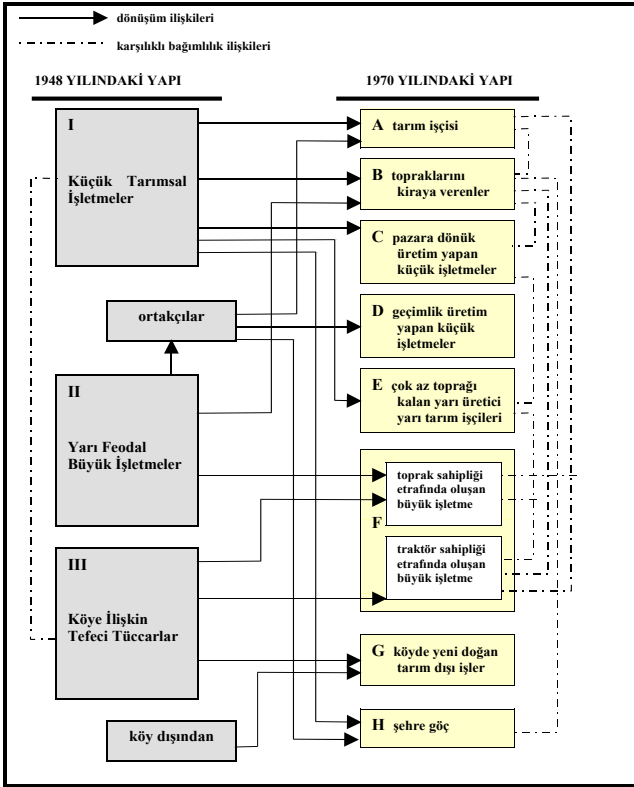 dönüşüm ilişkileri
karşılıklı bağımlılık ilişkileri
1948 YILINDAKİ YAPI
1970 YILINDAKİ YAPI
I
Küçük Tarımsal
İşletmeler
ortakçılar
II
Yarı Feodal
Büyük İşletmeler
III
Köye İlişkin
Tefeci Tüccarlar
köy dışından
A tarım işçisi
B topraklarını
kiraya verenler
C pazara dönük
üretim yapan
küçük işletmeler
D geçimlik üretim
yapan küçük
işletmeler
E çok az toprağı
kalan yarı üretici
yarı tarım işçileri
F
toprak sahipliği
etrafında oluşan
büyük işletme
traktör sahipliği
etrafında oluşan
büyük işletme
G köyde yeni doğan
tarım dışı işler
H şehre göç